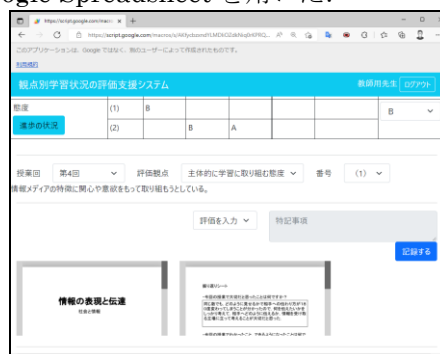 ogle Spreadsheet を用いた.
https://script.google.com/mac
https://script.google.com/macros/s/
このアプリケーションは、Google ではなく、別のユーザーによって作成されたものです。
利用規約
観点別学習状況の評価支援システム 教師用先生 ログアウト
態度 (1) B B
進歩の状況 (2) B A
授業回 第4回 評価観点 主体的に学習に取り組む態度 番号 (1)
情報メディアの特徴に関心や意欲をもって取り組もうとしている。
評価を入力 特記事項
記録する
情報の表現と伝達
社会と情報
振り返りシート